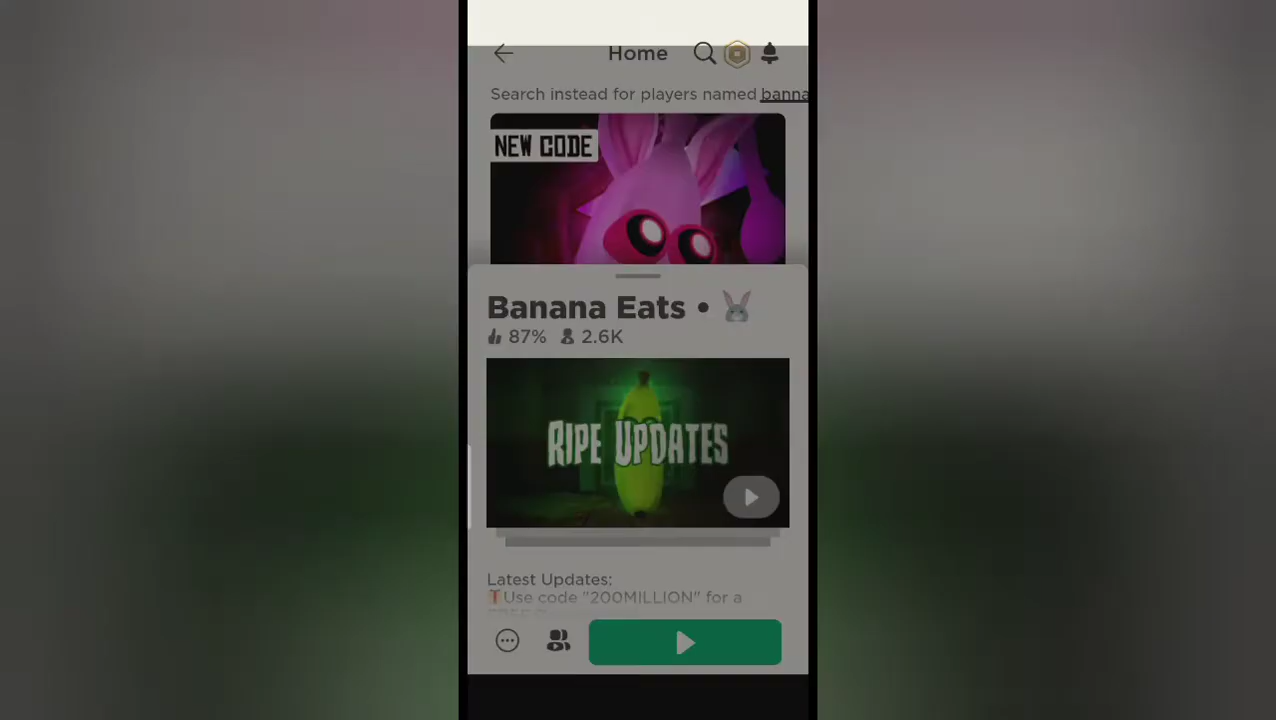 Home
Search instead for players named banna
NEW CODE
Banana Eats •
87% 2.6K
RIPE UPDATES
Latest Updates:
Use code "200MILLION" for a